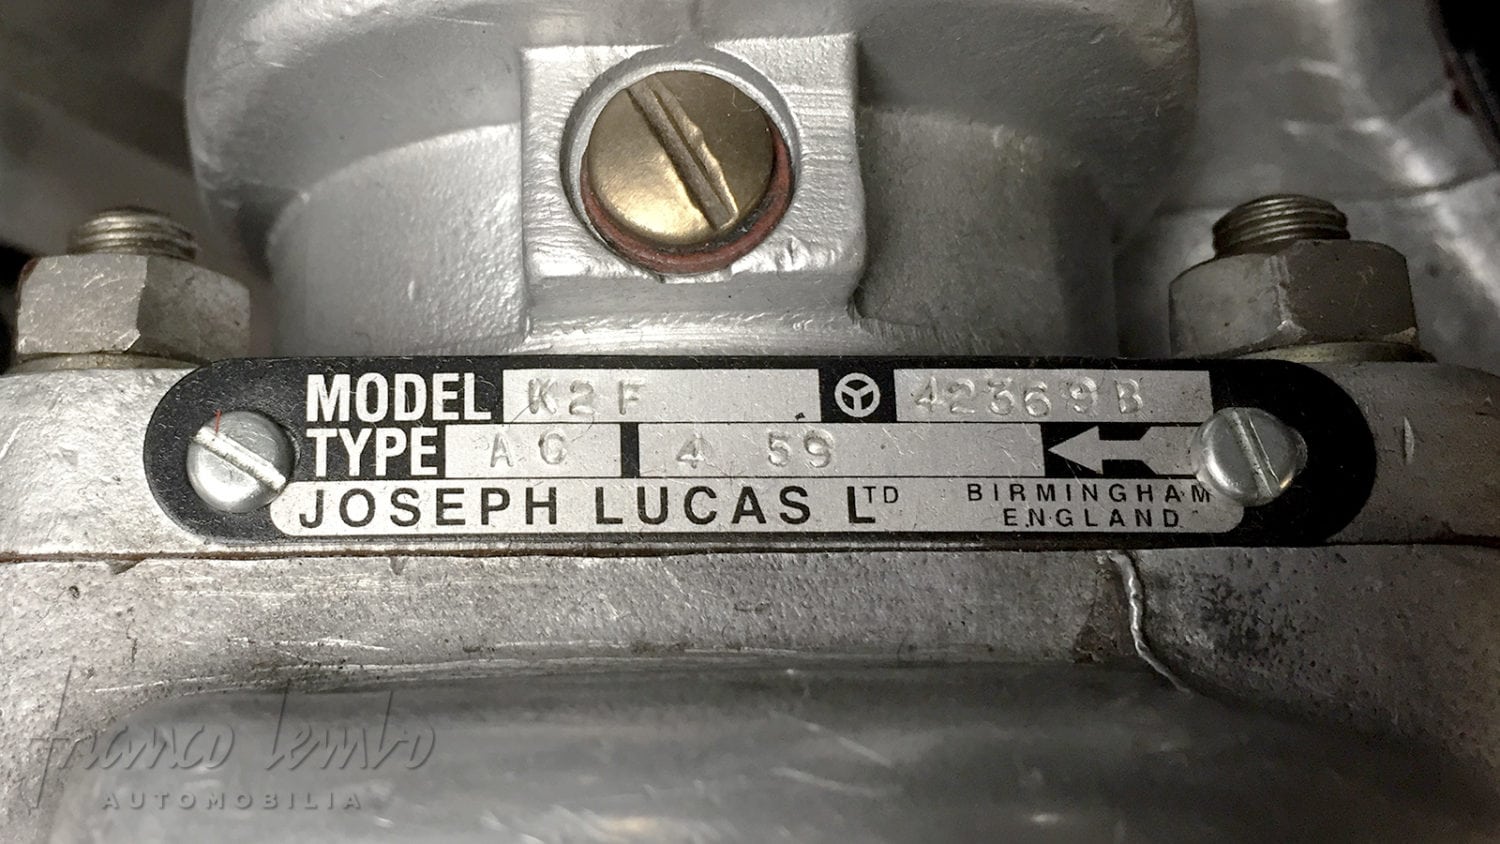 MODEL K2F 42369B
TYPE AC 4 59
JOSEPH LUCAS LTD BIRMINGHAM
ENGLAND
franco lembo
AUTOMOBILIA